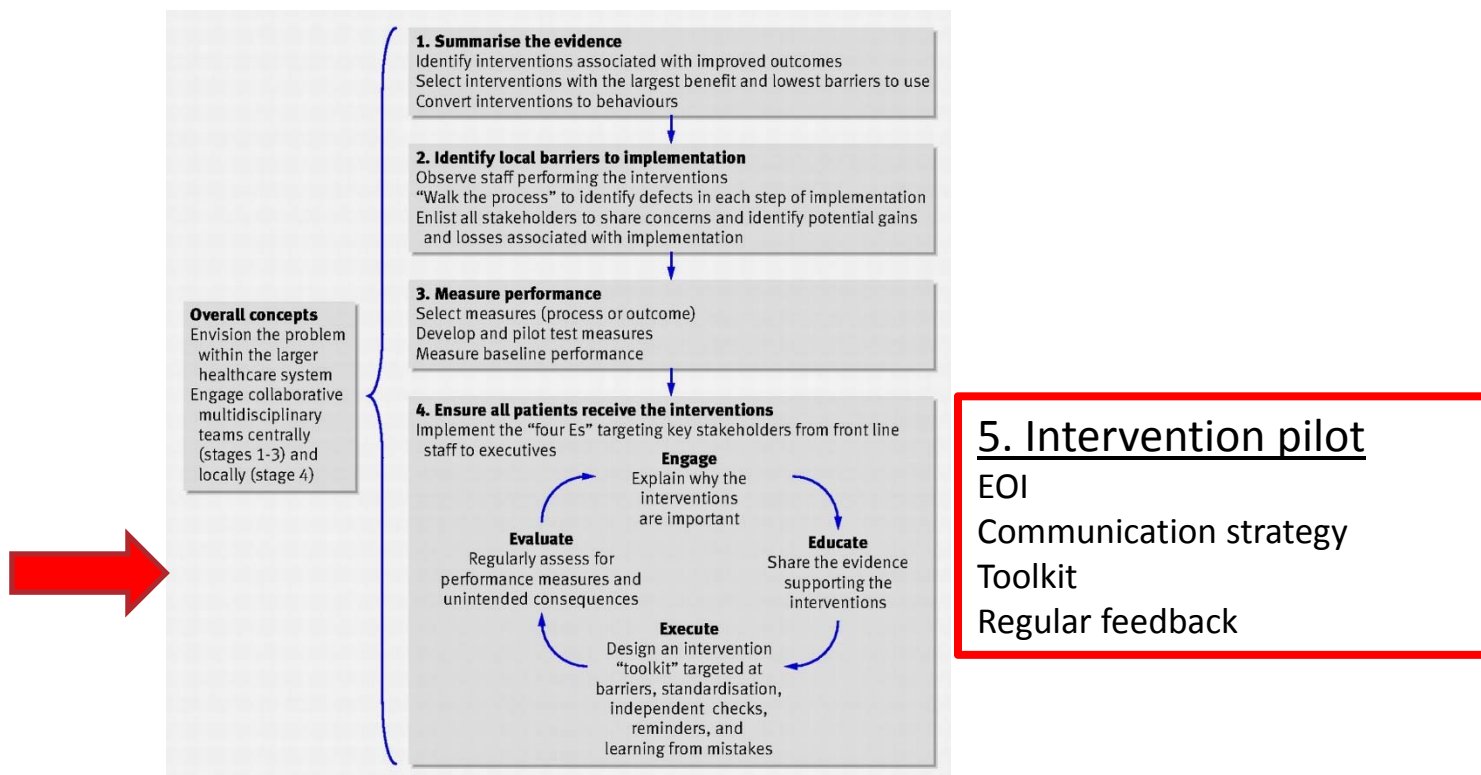 1. Summarise the evidence
Identify interventions associated with improved outcomes
Select interventions with the largest benefit and lowest barriers to use
Convert interventions to behaviours
2. Identify local barriers to implementation
Observe staff performing the interventions
“Walk the process” to identify defects in each step of implementation
Enlist all stakeholders to share concerns and identify potential gains
and losses associated with implementation
3. Measure performance
Select measures (process or outcome)
Develop and pilot test measures
Measure baseline performance
Overall concepts
Envision the problem
within the larger
healthcare system
Engage collaborative
multidisciplinary
teams centrally
(stages 1-3) and
locally (stage 4)
4. Ensure all patients receive the interventions
Implement the “four Es” targeting key stakeholders from front line
staff to executives
Engage
Explain why the
interventions
are important
Educate
Share the evidence
supporting the
interventions
Execute
Design an intervention
“toolkit” targeted at
barriers, standardisation,
independent checks,
reminders, and
learning from mistakes
Evaluate
Regularly assess for
performance measures and
unintended consequences
5. Intervention pilot
EOI
Communication strategy
Toolkit
Regular feedback